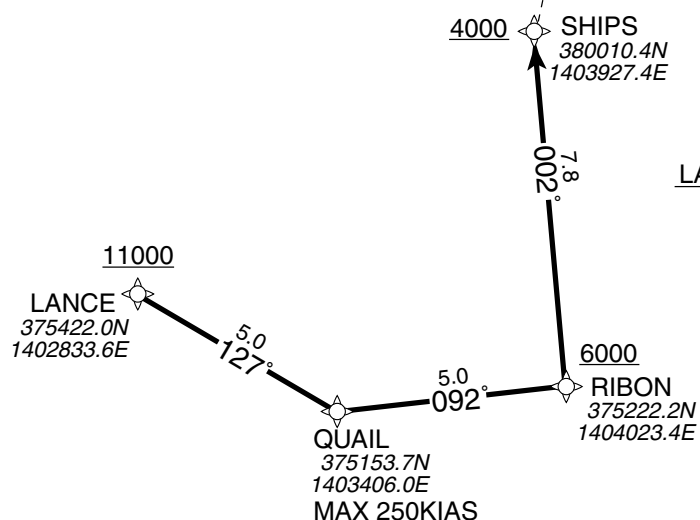 4000
SHIPS
380010.4N
1403927.4E
7.8
002°
LA
11000
LANCE
375422.0N
1402833.6E
5.0
127°
5.0
092°
6000
RIBON
375222.2N
1404023.4E
QUAIL
375153.7N
1403406.0E
MAX 250KIAS